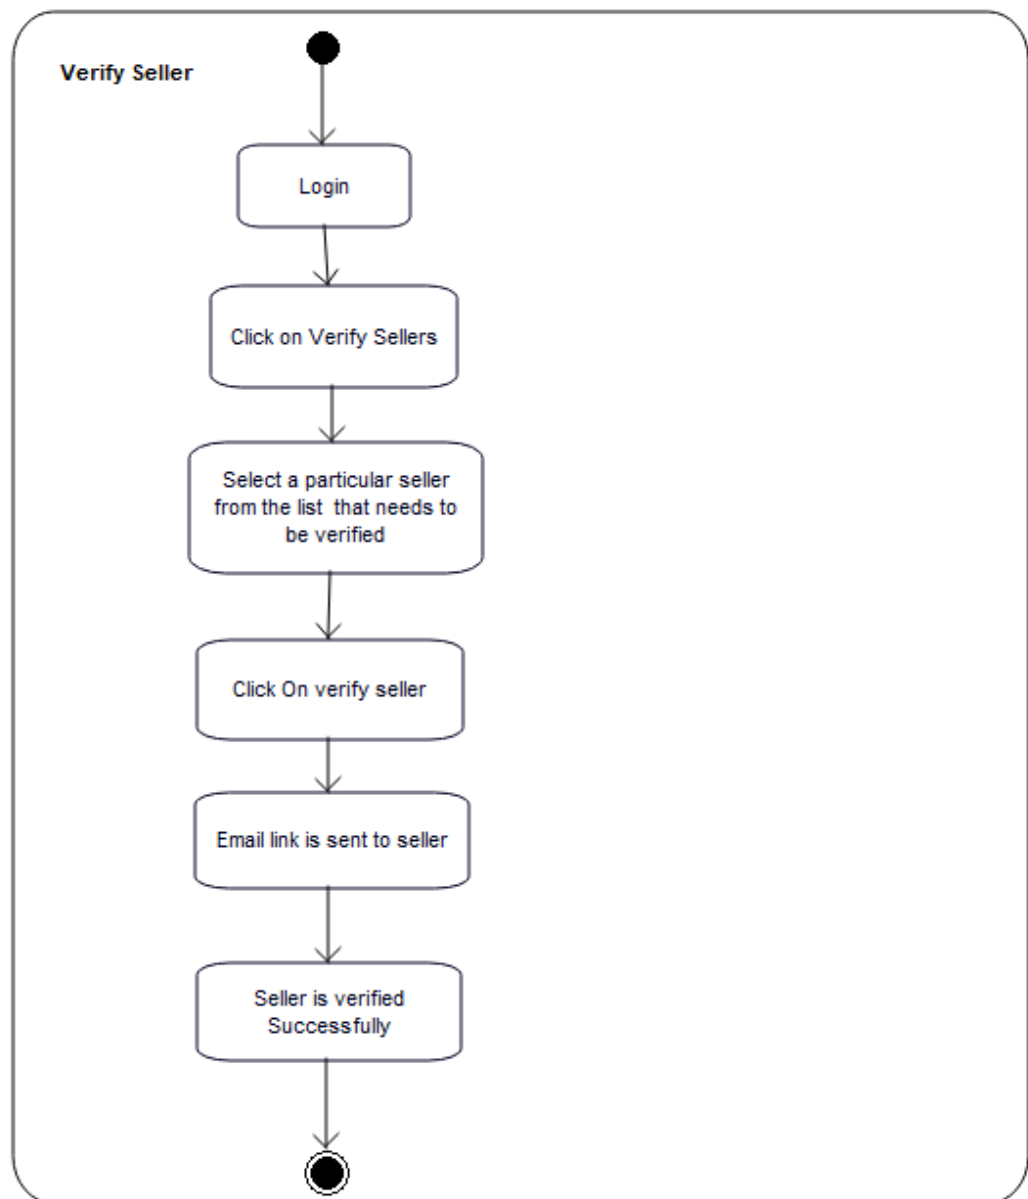 Verify Seller
Login
Click on Verify Sellers
Select a particular seller
from the list  that needs to
be verified
Click On verify seller
Email link is sent to seller
Seller is verified
Successfully